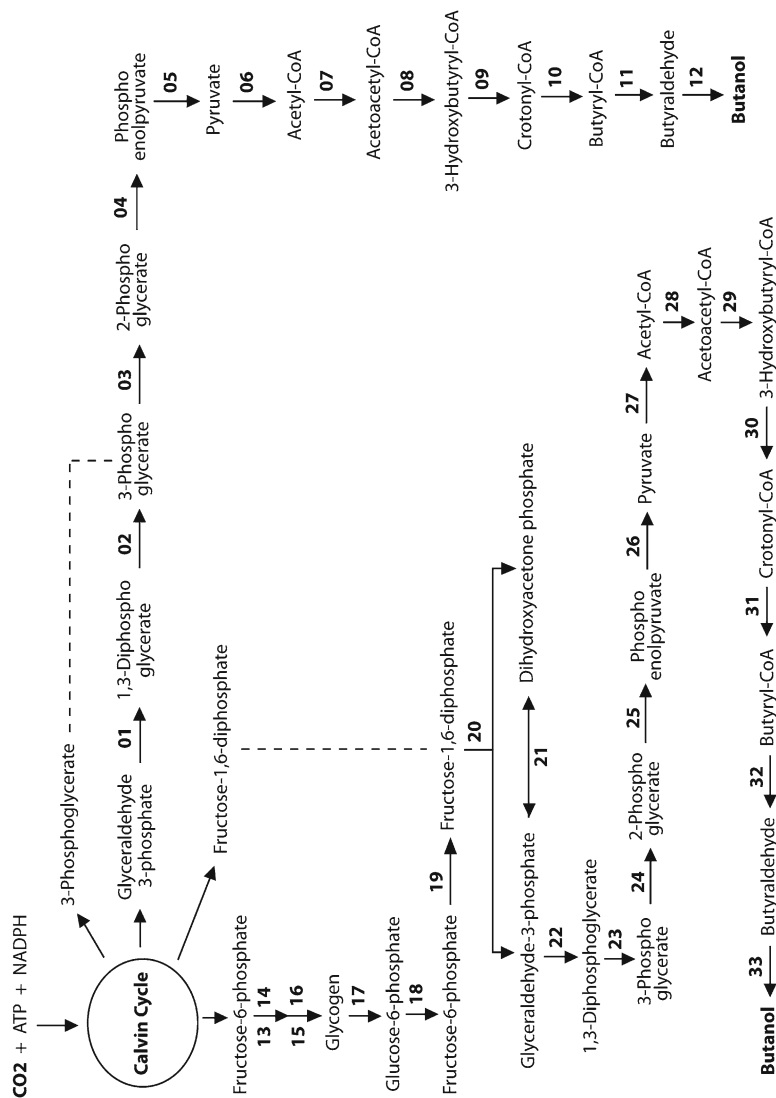 CO2 + ATP + NADPH
Calvin Cycle
3-Phosphoglycerate
Glyceraldehyde
3-phosphate
01
1,3-Diphospho
glycerate
02
3-Phospho
glycerate
03
2-Phospho
glycerate
04
Phospho
enolpyruvate
05
Pyruvate
06
Acetyl-CoA
07
Acetoacetyl-CoA
08
3-Hydroxybutyryl-CoA
09
Crotonyl-CoA
10
Butyryl-CoA
11
Butyraldehyde
12
Butanol
Fructose-1,6-diphosphate
Fructose-6-phosphate
13 14
15 16
Glycogen
17
Glucose-6-phosphate
18
Fructose-6-phosphate
19
Fructose-1,6-diphosphate
20
Glyceraldehyde-3-phosphate
21
Dihydroxyacetone phosphate
22
1,3-Diphosphoglycerate
23
3-Phospho
glycerate
24
2-Phospho
glycerate
25
Phospho
enolpyruvate
26
Pyruvate
27
Acetyl-CoA
28
Acetoacetyl-CoA
29
3-Hydroxybutyryl-CoA
30
Crotonyl-CoA
31
Butyryl-CoA
32
Butyraldehyde
33
Butanol